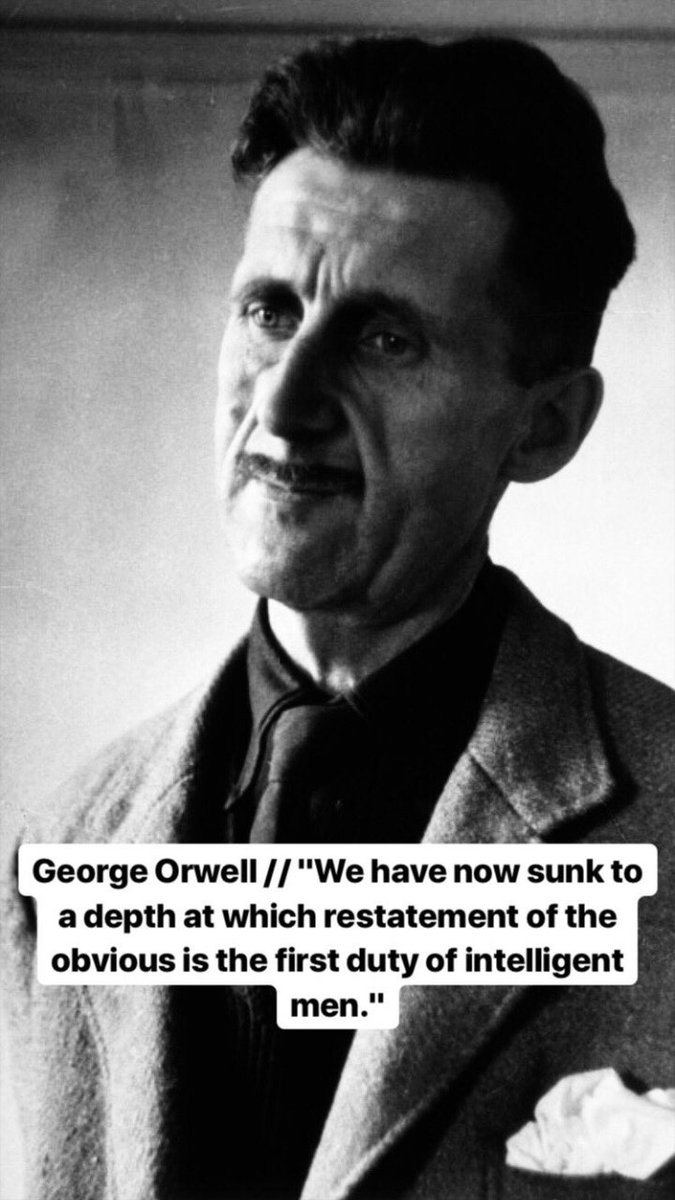 George Orwell // "We have now sunk to
a depth at which restatement of the
obvious is the first duty of intelligent
men."